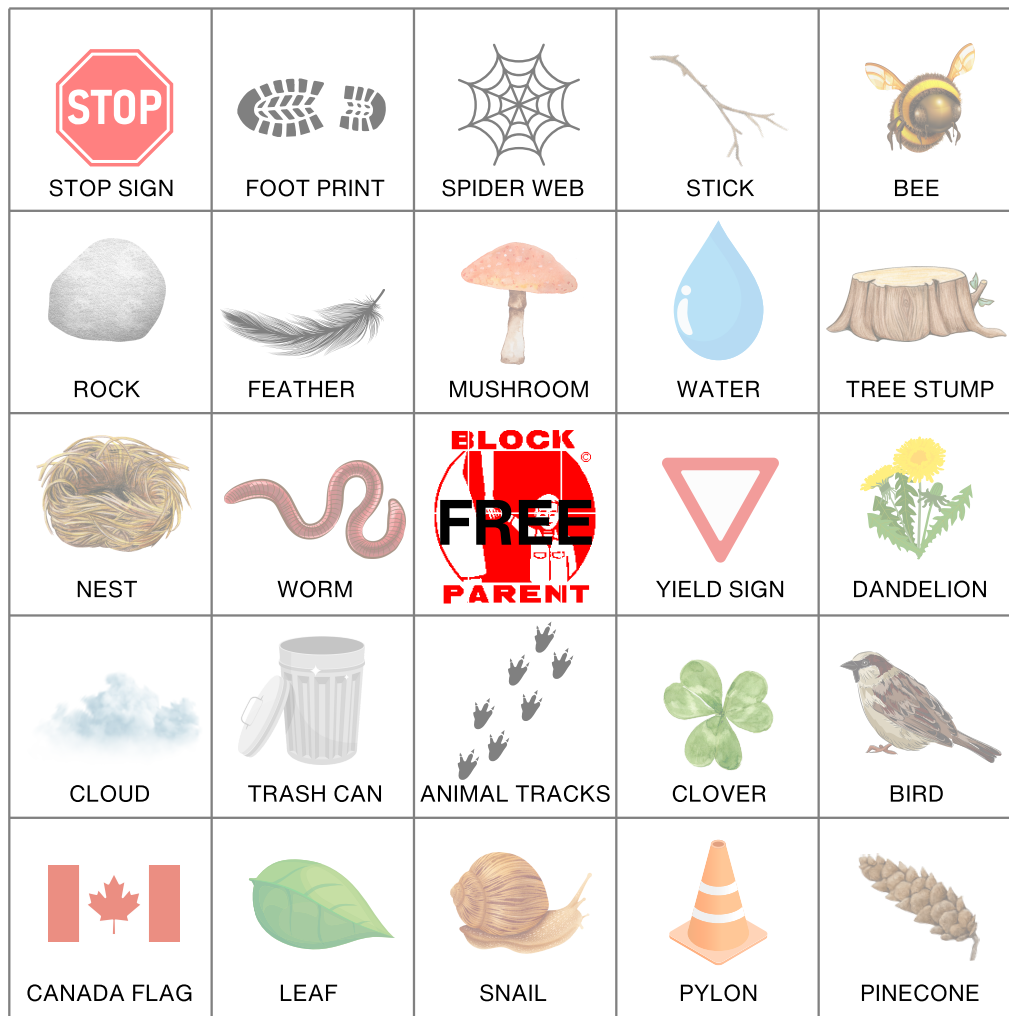 STOP
STOP SIGN
FOOT PRINT
SPIDER WEB
STICK
BEE
ROCK
FEATHER
MUSHROOM
WATER
TREE STUMP
NEST
WORM
BLOCK
©
FREE
PARENT
YIELD SIGN
DANDELION
CLOUD
TRASH CAN
ANIMAL TRACKS
CLOVER
BIRD
CANADA FLAG
LEAF
SNAIL
PYLON
PINECONE